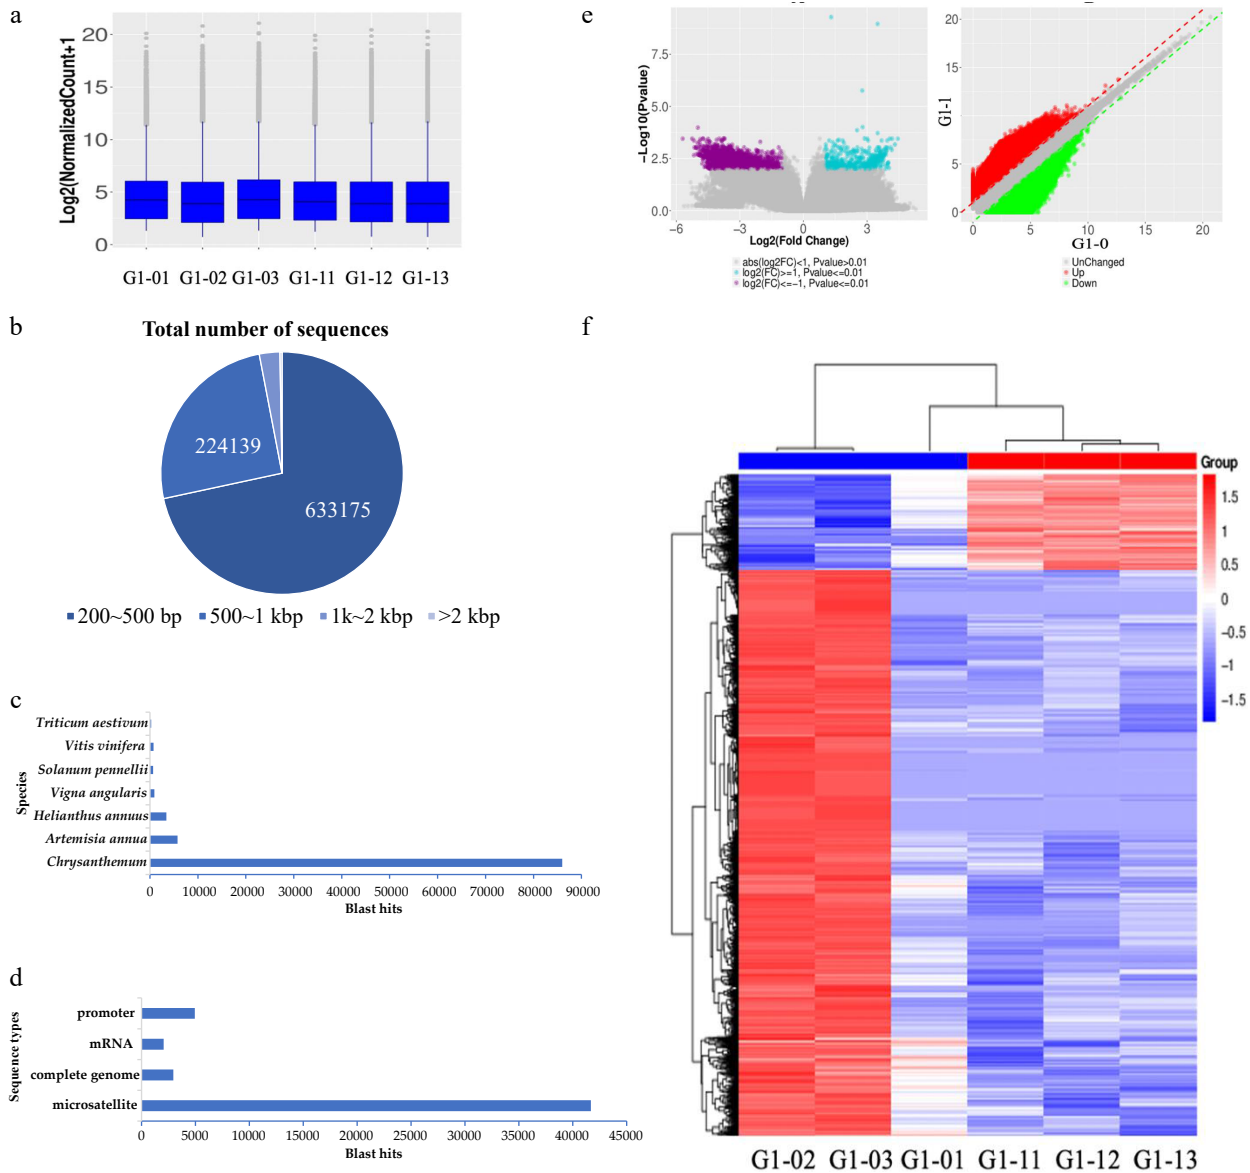 a
Log2(NormalizedCount+1
20
15
10
5
0
G1-01 G1-02 G1-03 G1-11 G1-12 G1-13
b
Total number of sequences
224139
633175
200~500 bp 500~1 kbp 1k~2 kbp >2 kbp
c
Species
Triticum aestivum
Vitis vinifera
Solanum pennellii
Vigna angularis
Helianthus annuus
Artemisia annua
Chrysanthemum
0 10000 20000 30000 40000 50000 60000 70000 80000 90000
Blast hits
d
Sequence types
promoter
mRNA
complete genome
microsatellite
0 5000 10000 15000 20000 25000 30000 35000 40000 45000
Blast hits
e
−Log10(Pvalue)
7.5
5.0
2.5
0.0
−6 −3 0 3
Log2(Fold Change)
abs(log2FC)<1, Pvalue>0.01
log2(FC)>=1, Pvalue<=0.01
log2(FC)<=−1, Pvalue<=0.01
G1-1
20
15
10
5
0
0 5 10 15 20
G1-0
UnChanged
Up
Down
f
Group
1.5
1
0.5
0
−0.5
−1
−1.5
G1-02 G1-03 G1-01 G1-11 G1-12 G1-13